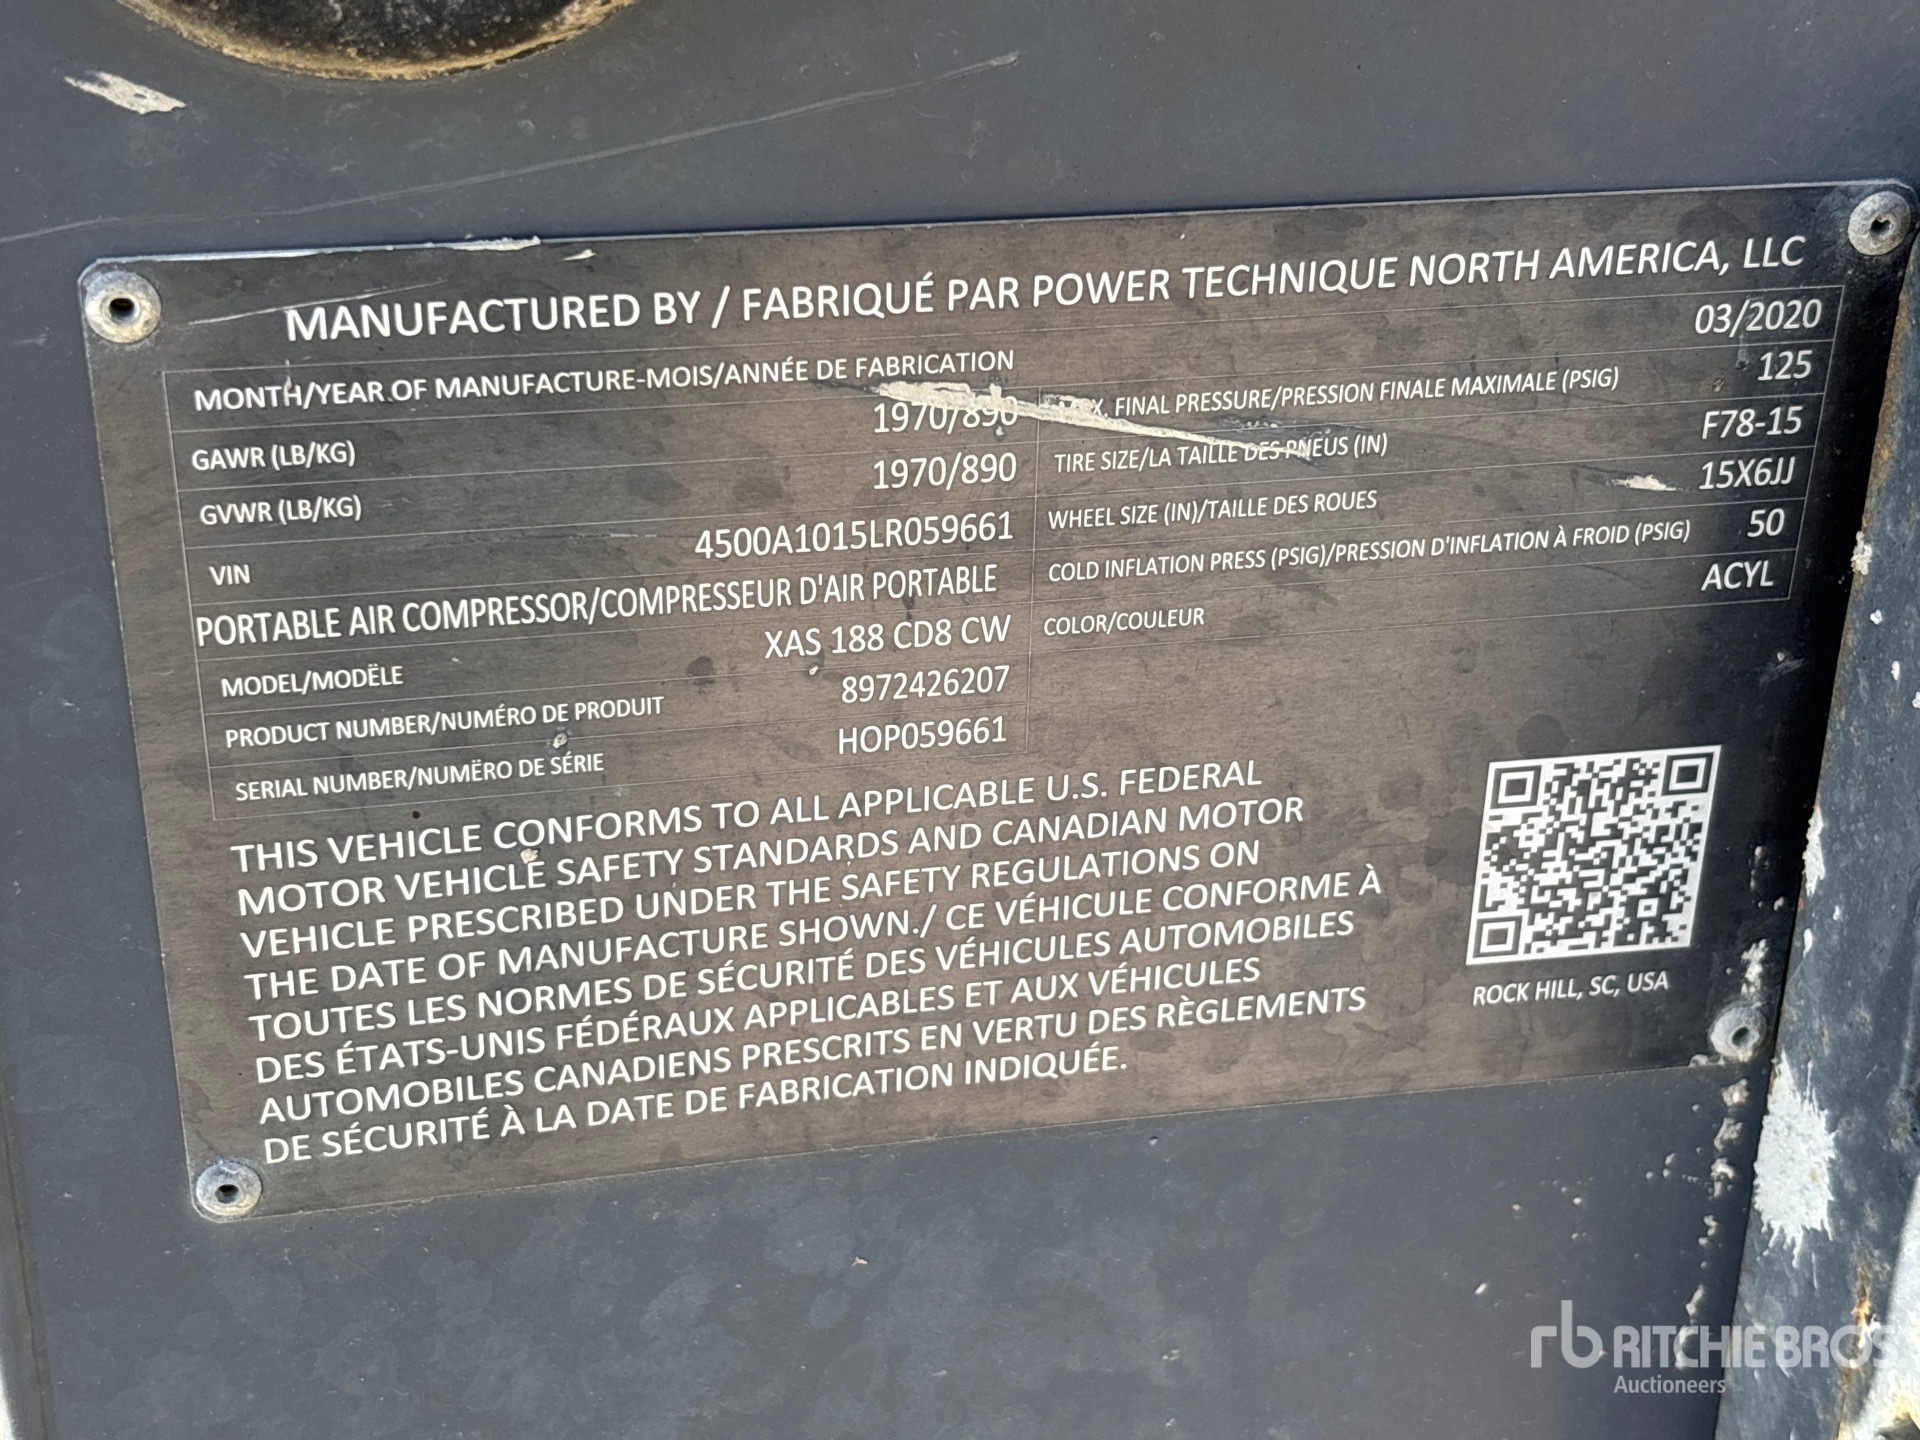 MANUFACTURED BY / FABRIQUÉ PAR POWER TECHNIQUE NORTH AMERICA, LLC
MONTH/YEAR OF MANUFACTURE-MOIS/ANNÉE DE FABRICATION 03/2020
GAWR (LB/KG) 1970/890
GVWR (LB/KG) 1970/890
VIN 4500A1015LR059661
PORTABLE AIR COMPRESSOR/COMPRESSEUR D'AIR PORTABLE
MODEL/MODËLE XAS 188 CD8 CW
PRODUCT NUMBER/NUMÉRO DE PRODUIT 8972426207
SERIAL NUMBER/NUMËRO DE SÉRIE HOP059661
FINAL PRESSURE/PRESSION FINALE MAXIMALE (PSIG) 125
TIRE SIZE/LA TAILLE DES PNEUS (IN) F78-15
WHEEL SIZE (IN)/TAILLE DES ROUES 15X6JJ
COLD INFLATION PRESS (PSIG)/PRESSION D'INFLATION À FROID (PSIG) 50
COLOR/COULEUR ACYL
THIS VEHICLE CONFORMS TO ALL APPLICABLE U.S. FEDERAL
MOTOR VEHICLE SAFETY STANDARDS AND CANADIAN MOTOR
VEHICLE PRESCRIBED UNDER THE SAFETY REGULATIONS ON
THE DATE OF MANUFACTURE SHOWN./ CE VÉHICULE CONFORME À
TOUTES LES NORMES DE SÉCURITÉ DES VÉHICULES AUTOMOBILES
DES ÉTATS-UNIS FÉDÉRAUX APPLICABLES ET AUX VÉHICULES
AUTOMOBILES CANADIENS PRESCRITS EN VERTU DES RÈGLEMENTS
DE SÉCURITÉ À LA DATE DE FABRICATION INDIQUÉE.
ROCK HILL, SC, USA
rb RITCHIE BROS
Auctioneers